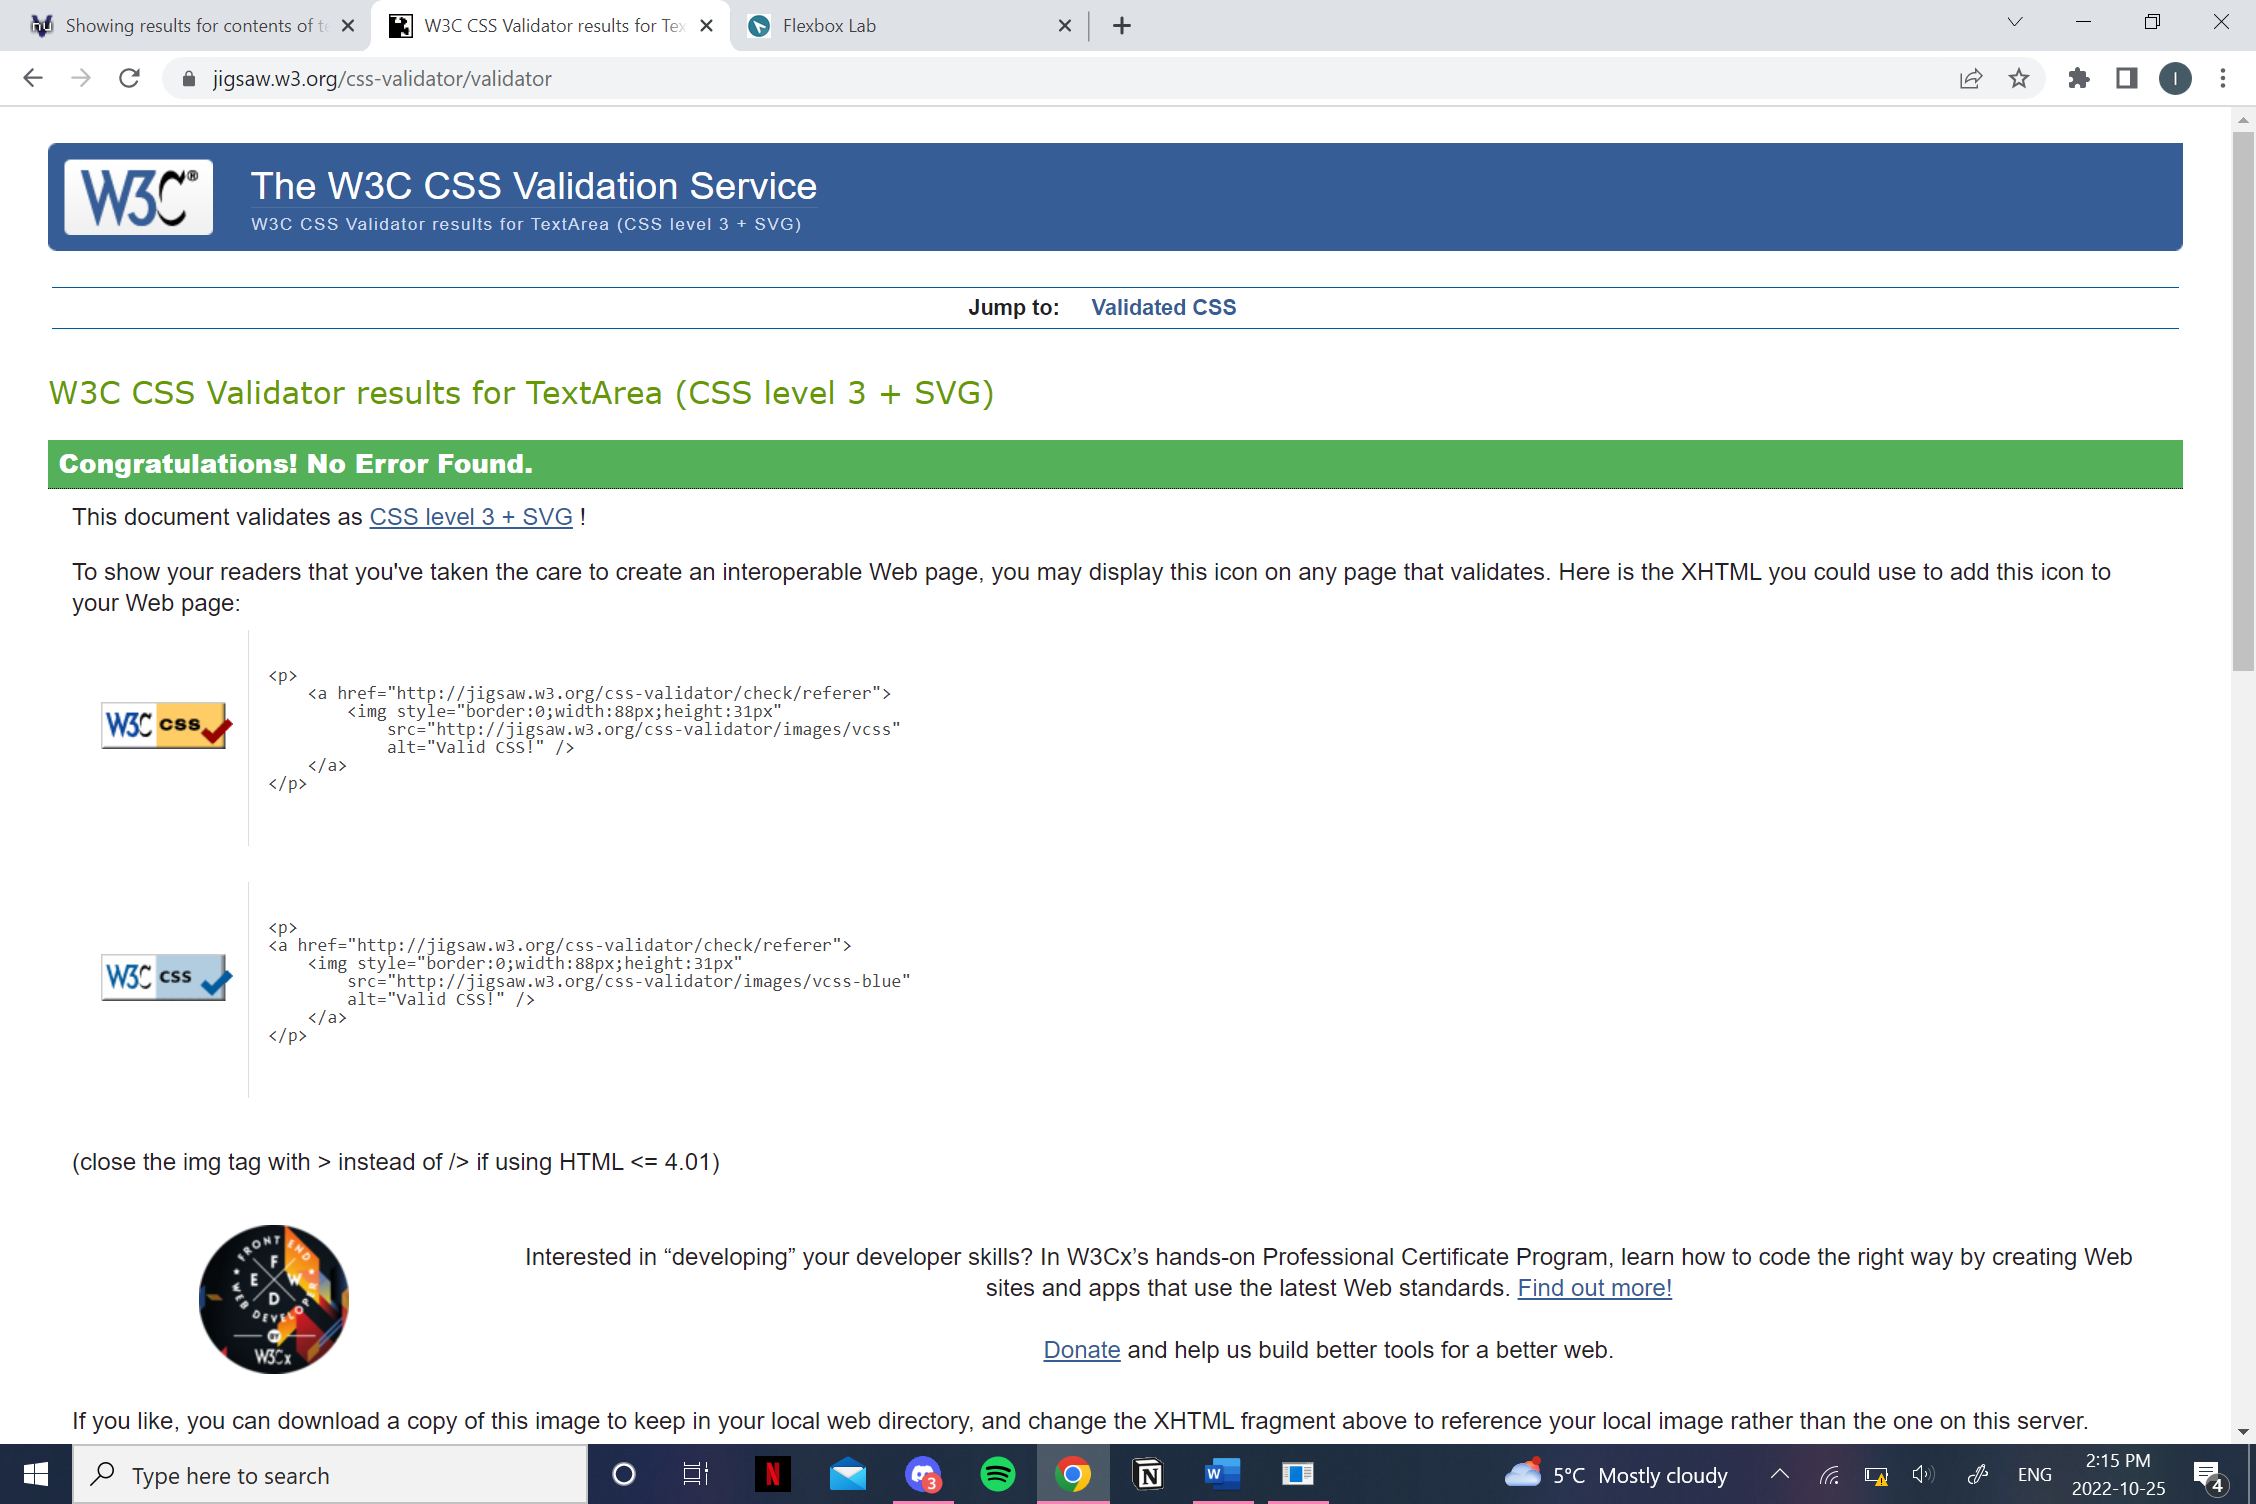 Showing results for contents of te
W3C CSS Validator results for Tex
Flexbox Lab
jigsaw.w3.org/css-validator/validator
I
W3C®
The W3C CSS Validation Service
W3C CSS Validator results for TextArea (CSS level 3 + SVG)
Jump to: Validated CSS
W3C CSS Validator results for TextArea (CSS level 3 + SVG)
Congratulations! No Error Found.
This document validates as CSS level 3 + SVG !
To show your readers that you've taken the care to create an interoperable Web page, you may display this icon on any page that validates. Here is the XHTML you could use to add this icon to
your Web page:
W3C css
<p>
<a href="http://jigsaw.w3.org/css-validator/check/referer">
<img style="border:0;width:88px;height:31px"
src="http://jigsaw.w3.org/css-validator/images/vcss"
alt="Valid CSS!" />
</a>
</p>
W3C css
<p>
<a href="http://jigsaw.w3.org/css-validator/check/referer">
<img style="border:0;width:88px;height:31px"
src="http://jigsaw.w3.org/css-validator/images/vcss-blue"
alt="Valid CSS!" />
</a>
</p>
(close the img tag with > instead of /> if using HTML <= 4.01)
FRONT END
F
E W
D
WEB DEVELOPER
BY
W3Cx
Interested in “developing” your developer skills? In W3Cx’s hands-on Professional Certificate Program, learn how to code the right way by creating Web
sites and apps that use the latest Web standards. Find out more!
Donate and help us build better tools for a better web.
If you like, you can download a copy of this image to keep in your local web directory, and change the XHTML fragment above to reference your local image rather than the one on this server.
Type here to search
N
3
N
W
5°C Mostly cloudy
ENG
2:15 PM
2022-10-25
4